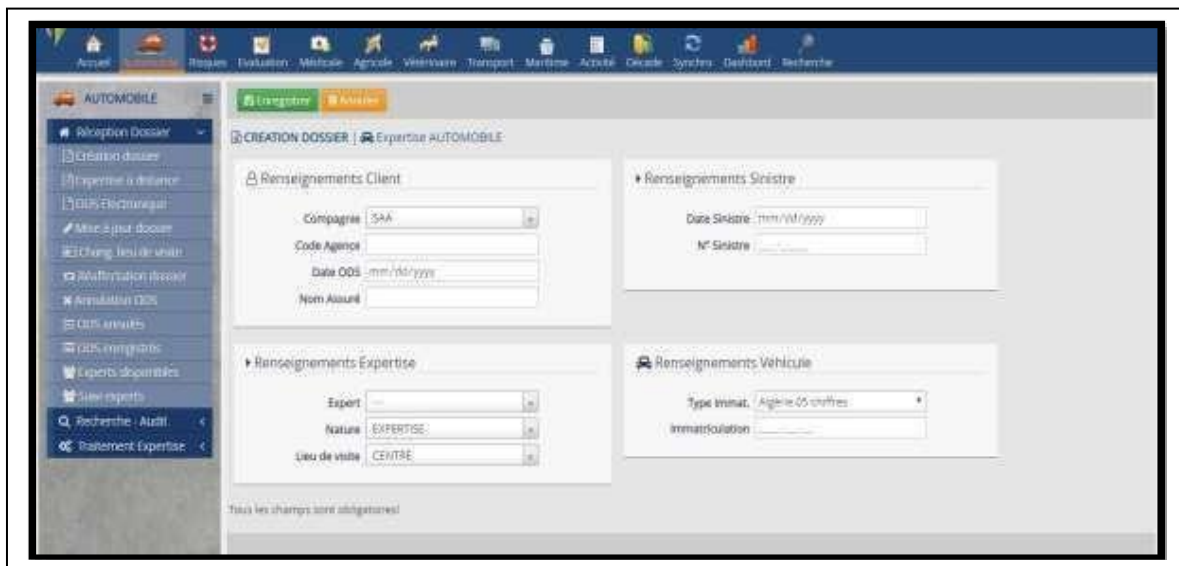 Accueil Automobile Risques Evaluation Médicale Agricole Vétérinaire Transport Maritime Activité Décade Synchro Dashbord Recherche
AUTOMOBILE
Enregistrer Annuler
Réception Dossier
CREATION DOSSIER | Expertise AUTOMOBILE
Création dossier
Expertise à distance
ODS Electronique
Mise à jour dossier
Chang. lieu de visite
Réaffectation dossier
Annulation ODS
ODS annulés
ODS enregistrés
Experts disponibles
Suivi experts
Recherche - Audit
Traitement Expertise
Renseignements Client
Compagnie SAA
Code Agence
Date ODS mm/dd/yyyy
Nom Assuré
Renseignements Sinistre
Date Sinistre mm/dd/yyyy
N° Sinistre
Renseignements Expertise
Expert ---
Nature EXPERTISE
Lieu de visite CENTRE
Renseignements Véhicule
Type Immat. Algérie 05 chiffres
Immatriculation
Tous les champs sont obligatoires!